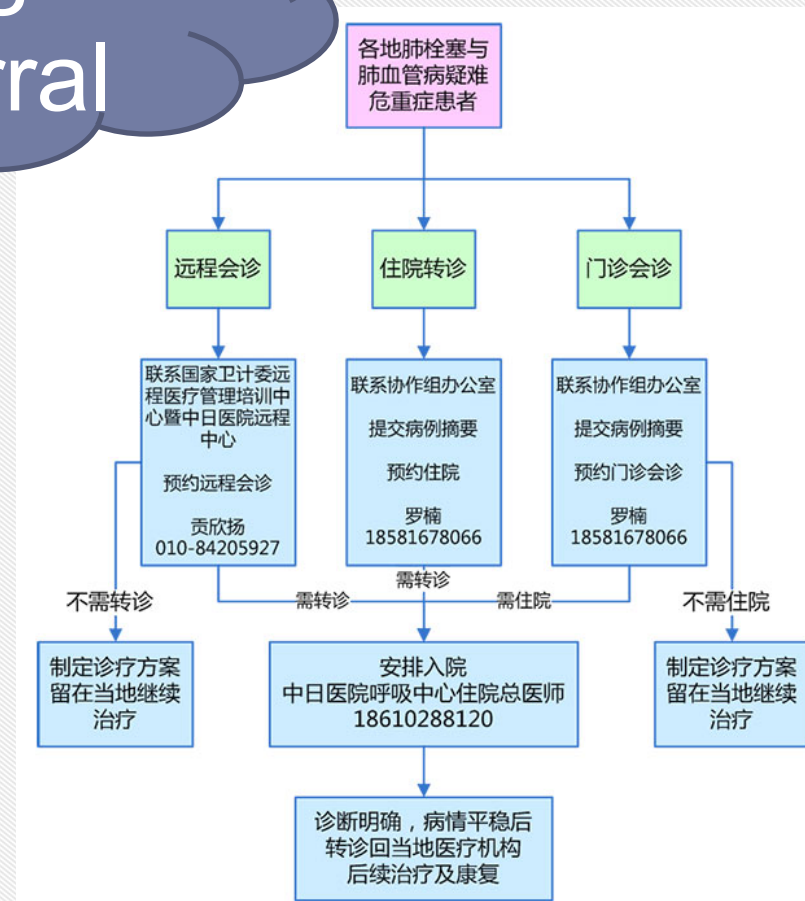 rral
各地肺栓塞与
肺血管病疑难
危重症患者
远程会诊
住院转诊
门诊会诊
联系国家卫计委远
程医疗管理培训中
心暨中日医院远程
中心
预约远程会诊
贡欣扬
010-84205927
联系协作组办公室
提交病例摘要
预约住院
罗楠
18581678066
联系协作组办公室
提交病例摘要
预约门诊会诊
罗楠
18581678066
不需转诊
需转诊
需转诊
需住院
不需住院
制定诊疗方案
留在当地继续
治疗
安排入院
中日医院呼吸中心住院总医师
18610288120
制定诊疗方案
留在当地继续
治疗
诊断明确，病情平稳后
转诊回当地医疗机构
后续治疗及康复